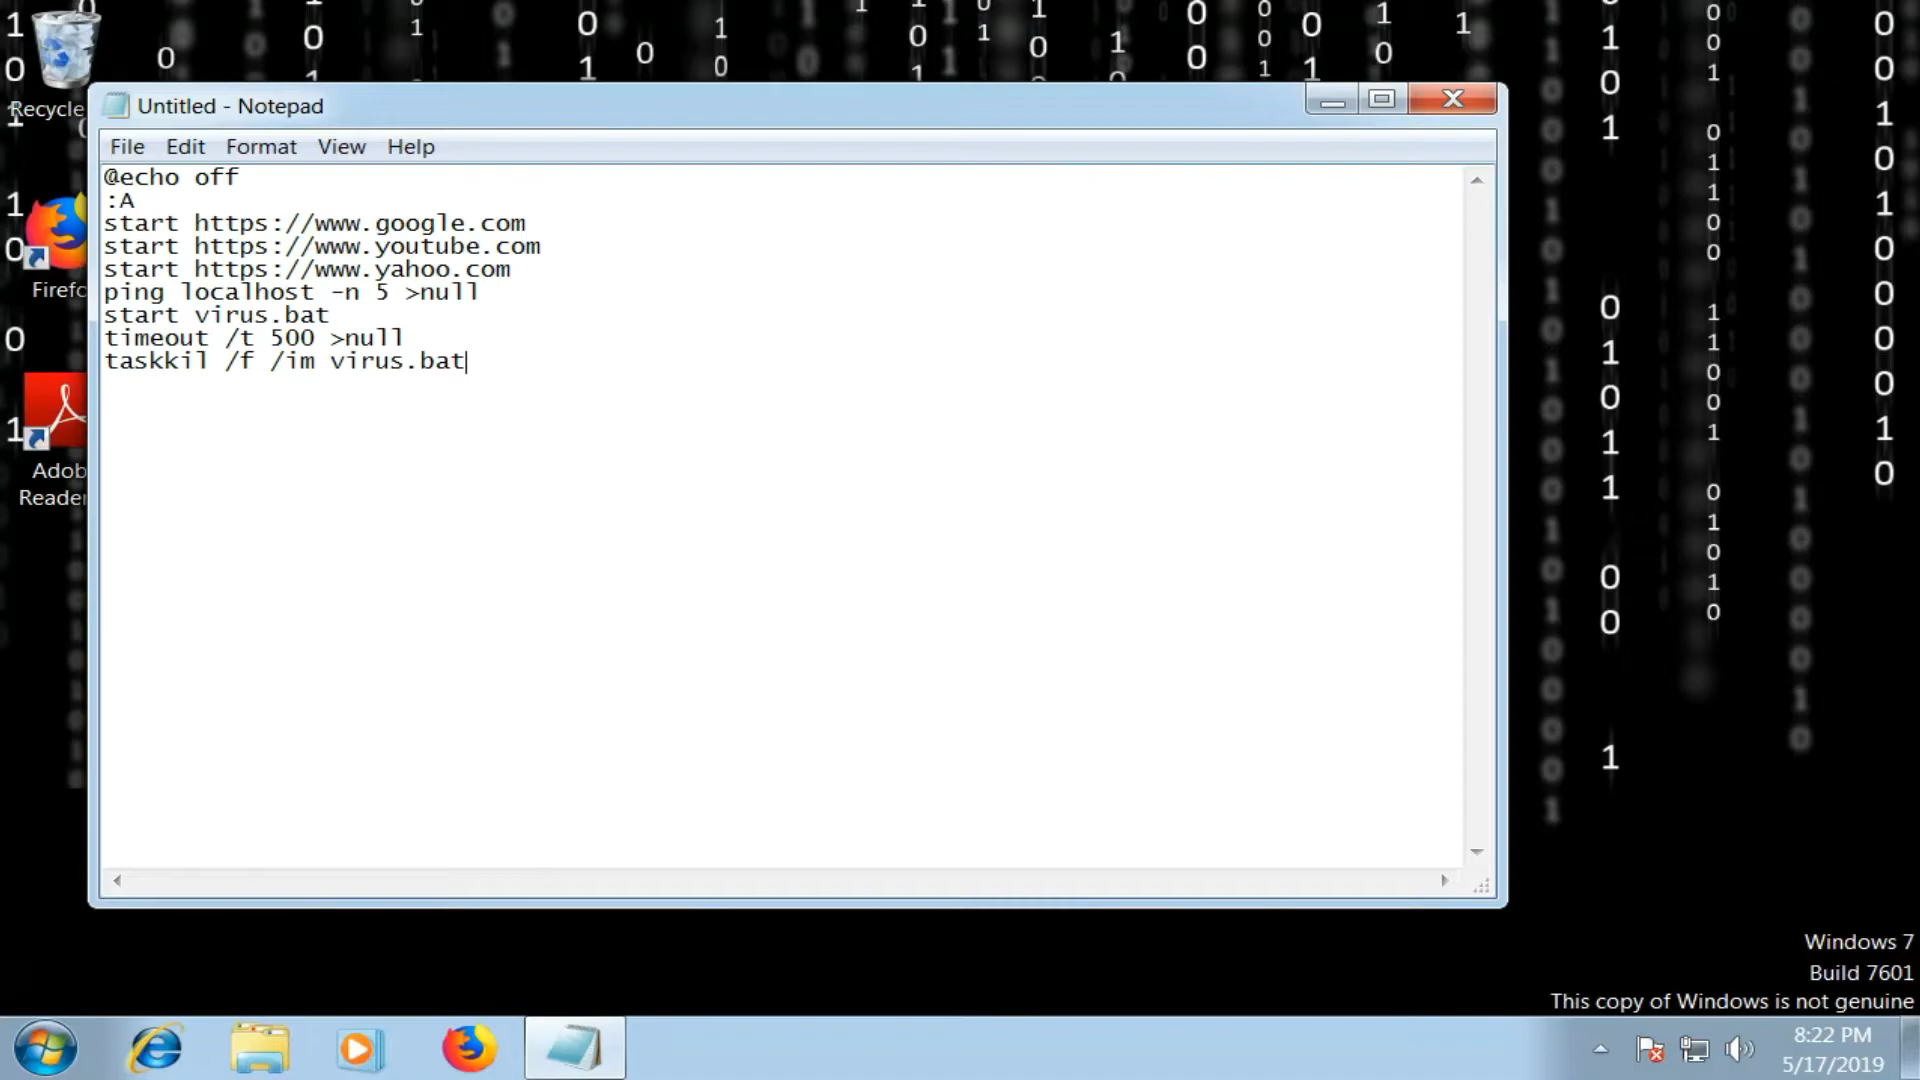 Recycle
Firefo
Adob
Reader
Untitled - Notepad
File Edit Format View Help
@echo off
:A
start https://www.google.com
start https://www.youtube.com
start https://www.yahoo.com
ping localhost -n 5 >null
start virus.bat
timeout /t 500 >null
taskkil /f /im virus.bat
Windows 7
Build 7601
This copy of Windows is not genuine
8:22 PM
5/17/2019